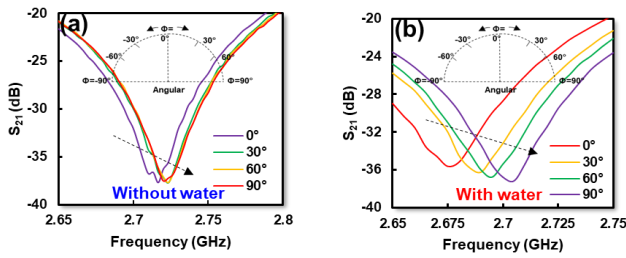 (a)
-20
-25
-30
-35
-40
S21 (dB)
2.65
2.7
2.75
2.8
Frequency (GHz)
Φ=
0°
-30°
30°
-60°
60°
Φ=-90°
Φ=90°
Angular
0°
30°
60°
90°
Without water
(b)
-20
-24
-28
-32
-36
-40
S21 (dB)
2.65
2.675
2.7
2.725
2.75
Frequency (GHz)
Φ=
0°
-30°
30°
-60°
60°
Φ=-90°
Φ=90°
Angular
0°
30°
60°
90°
With water